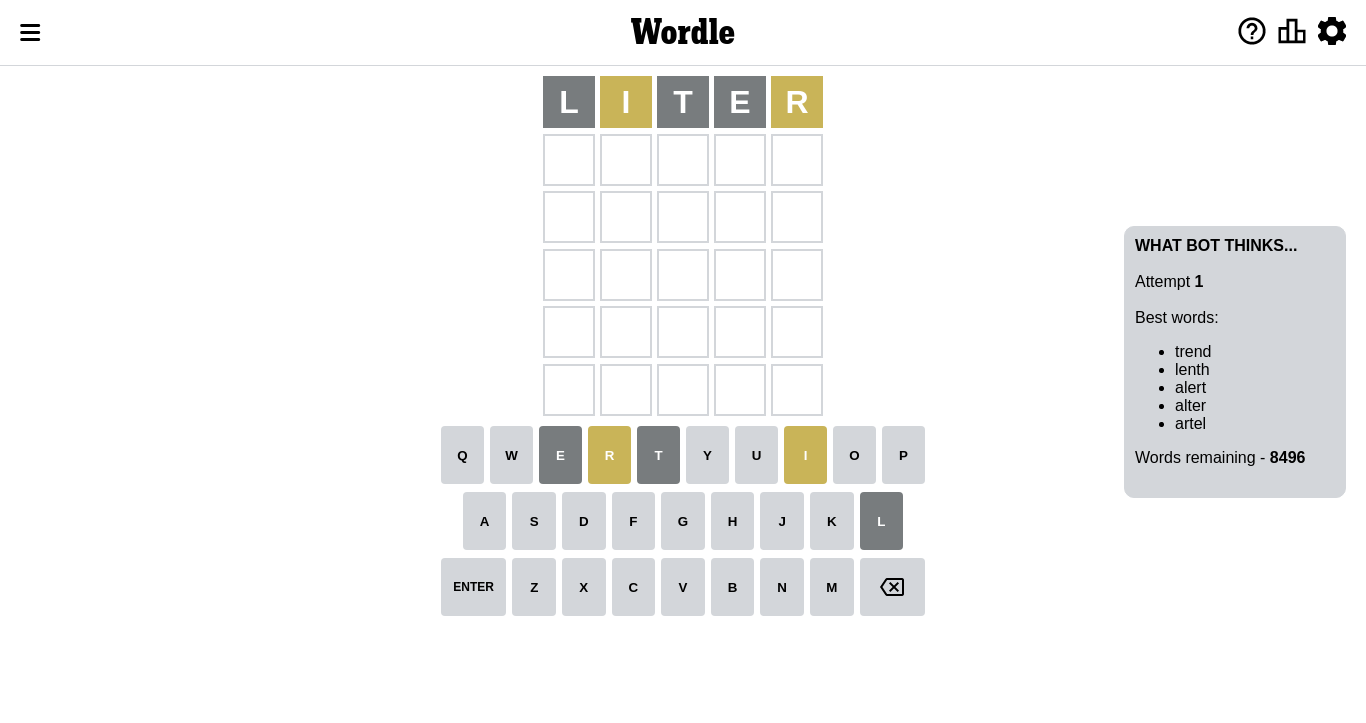 Wordle
L I T E R
WHAT BOT THINKS...
Attempt 1
Best words:
trend
lenth
alert
alter
artel
Words remaining - 8496
Q W E R T Y U I O P
A S D F G H J K L
ENTER Z X C V B N M